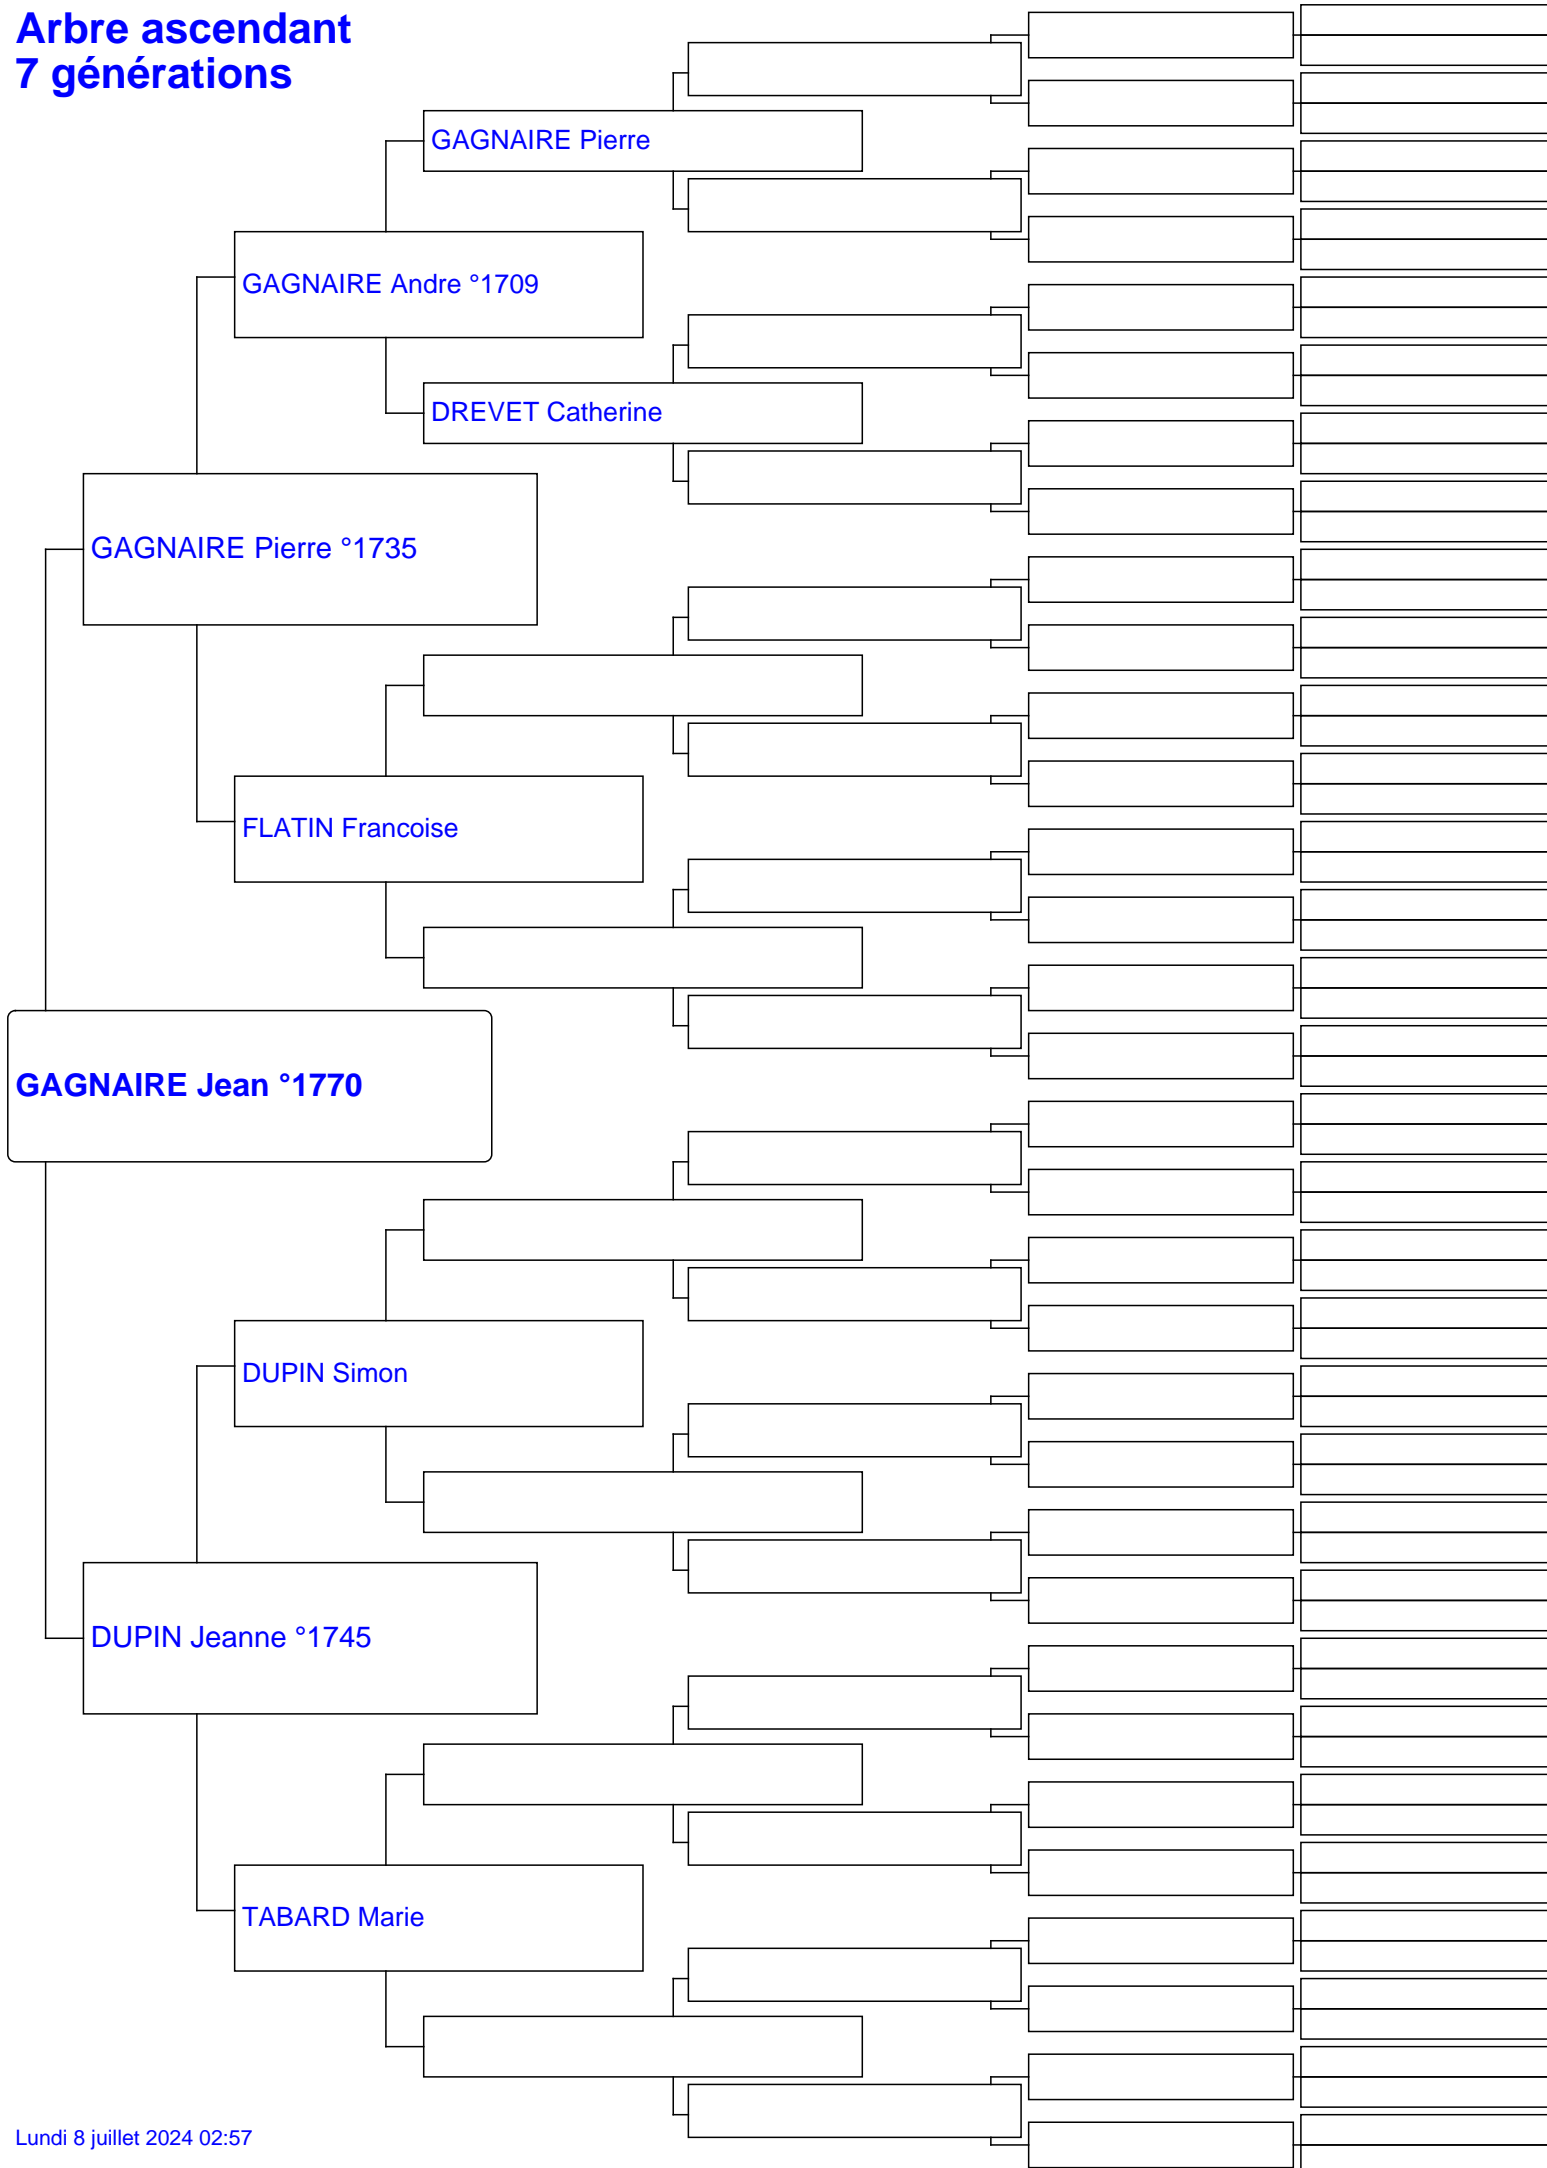 Arbre ascendant
7 générations
GAGNAIRE Pierre
GAGNAIRE Andre °1709
DREVET Catherine
GAGNAIRE Pierre °1735
FLATIN Francoise
GAGNAIRE Jean °1770
DUPIN Simon
DUPIN Jeanne °1745
TABARD Marie
Lundi 8 juillet 2024 02:57